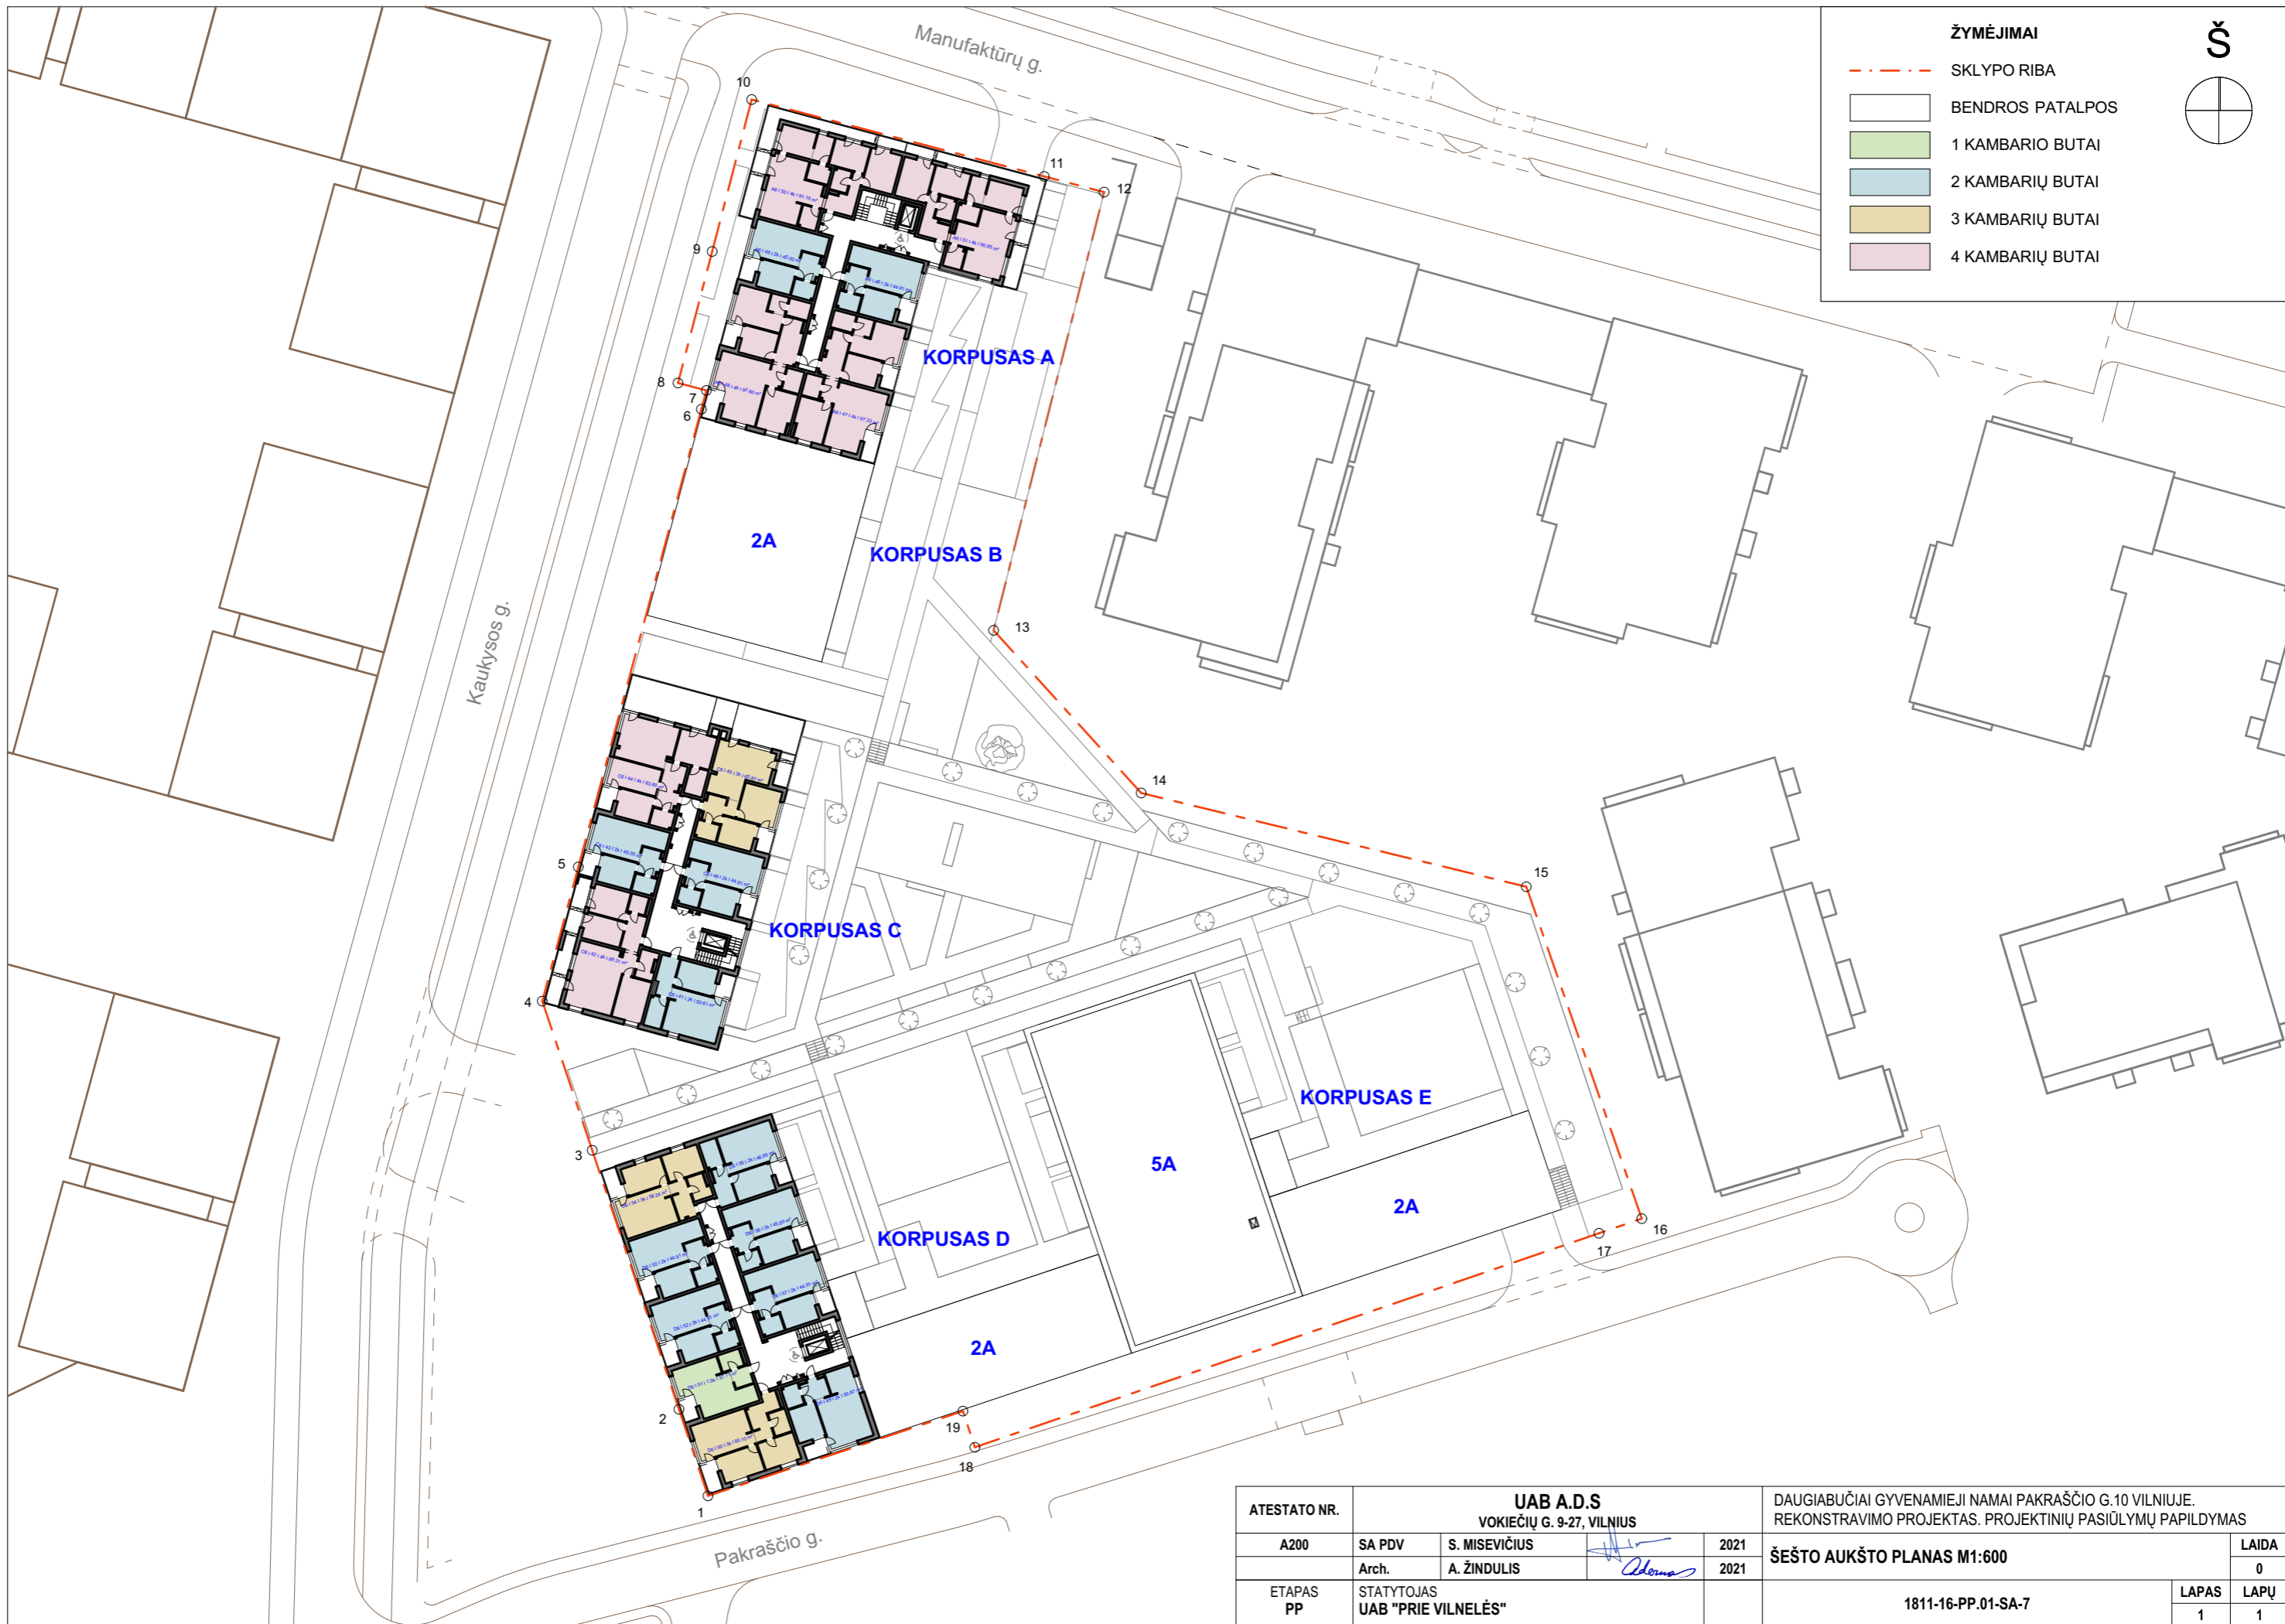 ŽYMĖJIMAI
SKLYPO RIBA
BENDROS PATALPOS
1 KAMBARIO BUTAI
2 KAMBARIŲ BUTAI
3 KAMBARIŲ BUTAI
4 KAMBARIŲ BUTAI
Š
Manufaktūrų g.
10
11
12
9
8
7
6
KORPUSAS A
2A
KORPUSAS B
13
Kaukysos g.
14
15
5
KORPUSAS C
4
3
KORPUSAS E
5A
2A
KORPUSAS D
16
17
2A
2
19
18
1
Pakraščio g.
ATESTATO NR.
UAB A.D.S
VOKIEČIŲ G. 9-27, VILNIUS
DAUGIABUČIAI GYVENAMIEJI NAMAI PAKRAŠČIO G.10 VILNIUJE.
REKONSTRAVIMO PROJEKTAS. PROJEKTINIŲ PASIŪLYMŲ PAPILDYMAS
A200 SA PDV S. MISEVIČIUS 2021
Arch. A. ŽINDULIS 2021
ŠEŠTO AUKŠTO PLANAS M1:600
LAIDA
0
ETAPAS
PP
STATYTOJAS
UAB "PRIE VILNELĖS"
1811-16-PP.01-SA-7
LAPAS LAPŲ
1 1